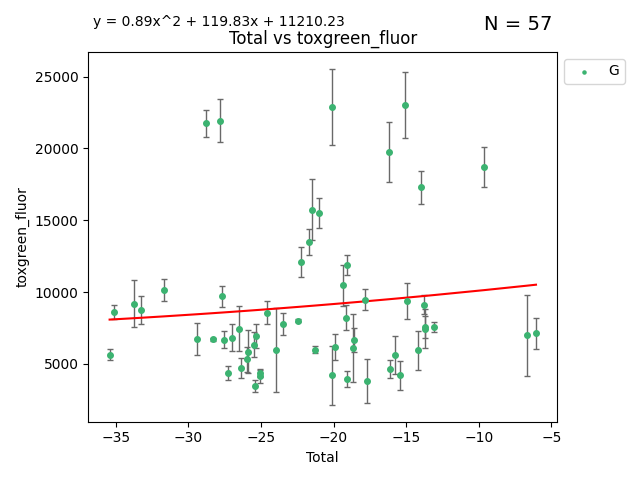 y = 0.89x^2 + 119.83x + 11210.23
N = 57
Total vs toxgreen_fluor
G
toxgreen_fluor
25000
20000
15000
10000
5000
−35
−30
−25
−20
−15
−10
−5
Total